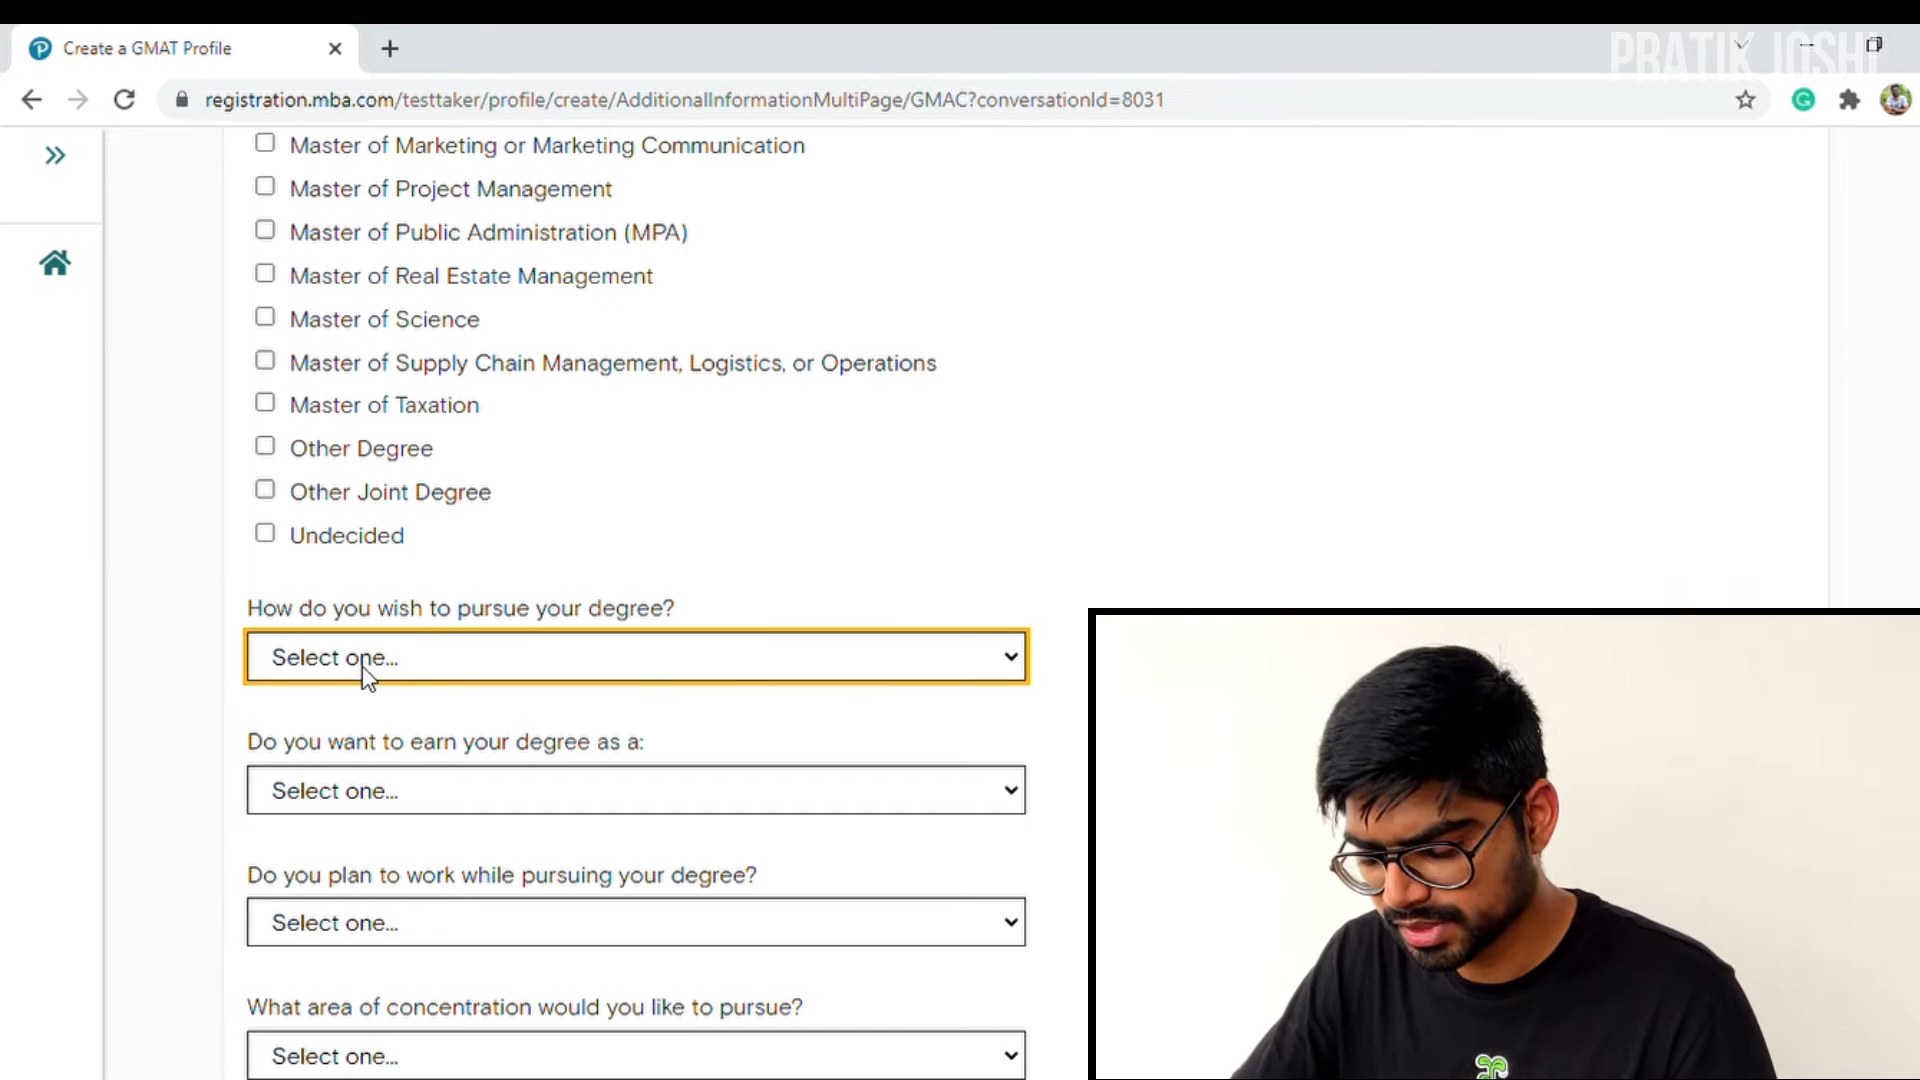 Create a GMAT Profile
PRATIK JOSHI
registration.mba.com/testtaker/profile/create/AdditionalInformationMultiPage/GMAC?conversationId=8031
Master of Marketing or Marketing Communication
Master of Project Management
Master of Public Administration (MPA)
Master of Real Estate Management
Master of Science
Master of Supply Chain Management, Logistics, or Operations
Master of Taxation
Other Degree
Other Joint Degree
Undecided
How do you wish to pursue your degree?
Select one...
Do you want to earn your degree as a:
Select one...
Do you plan to work while pursuing your degree?
Select one...
What area of concentration would you like to pursue?
Select one...